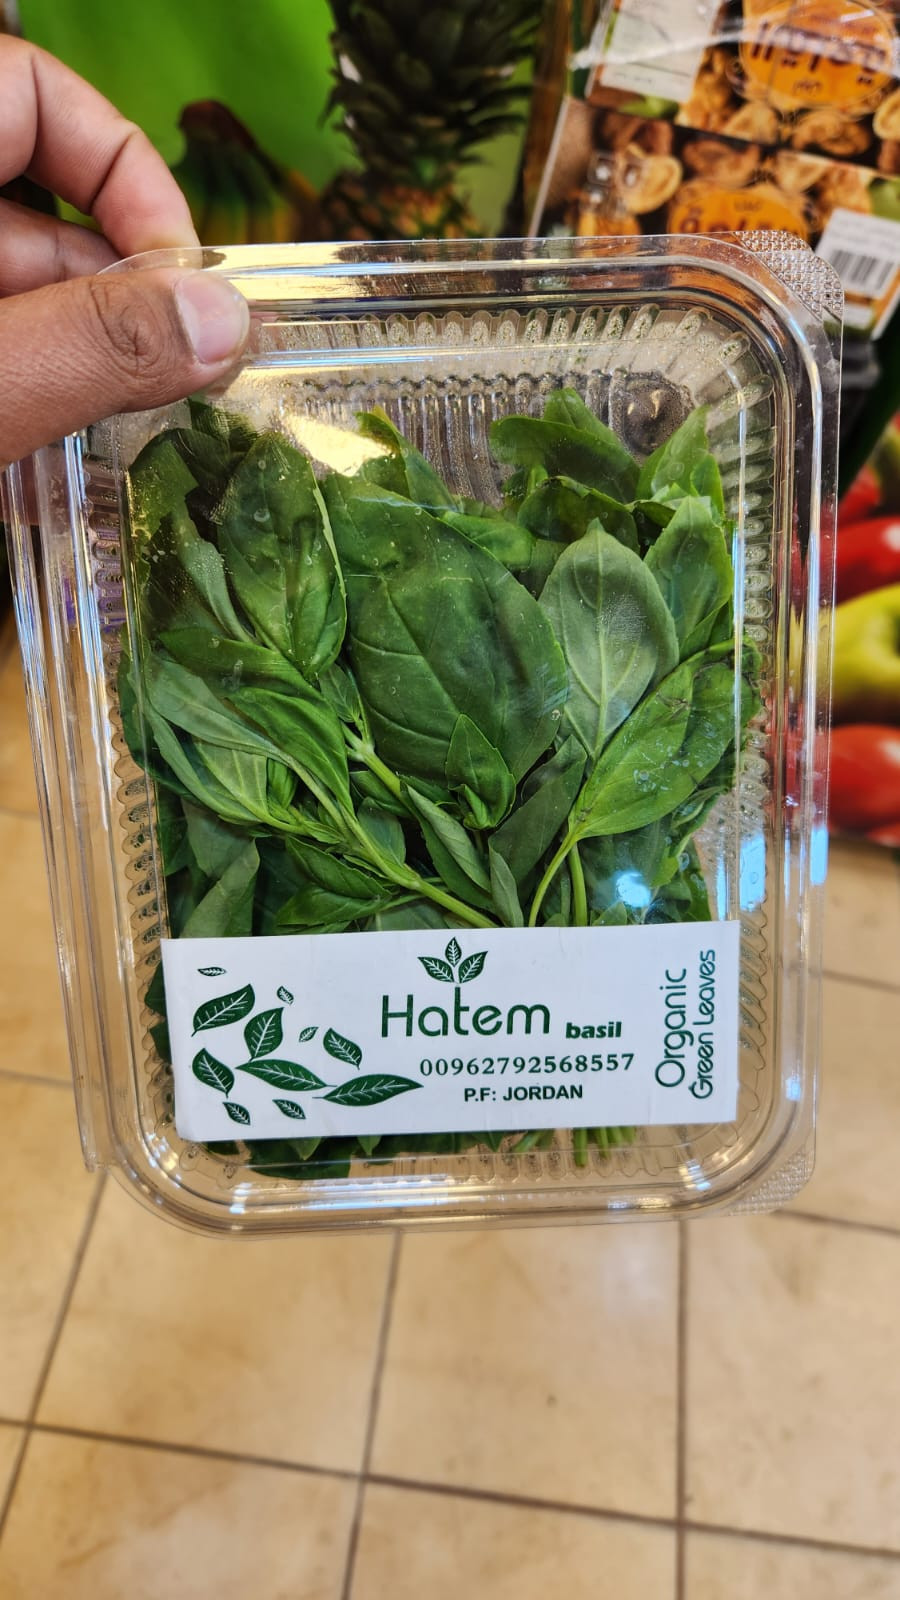 Hatem basil
00962792568557
P.F: JORDAN
Organic
Green Leaves